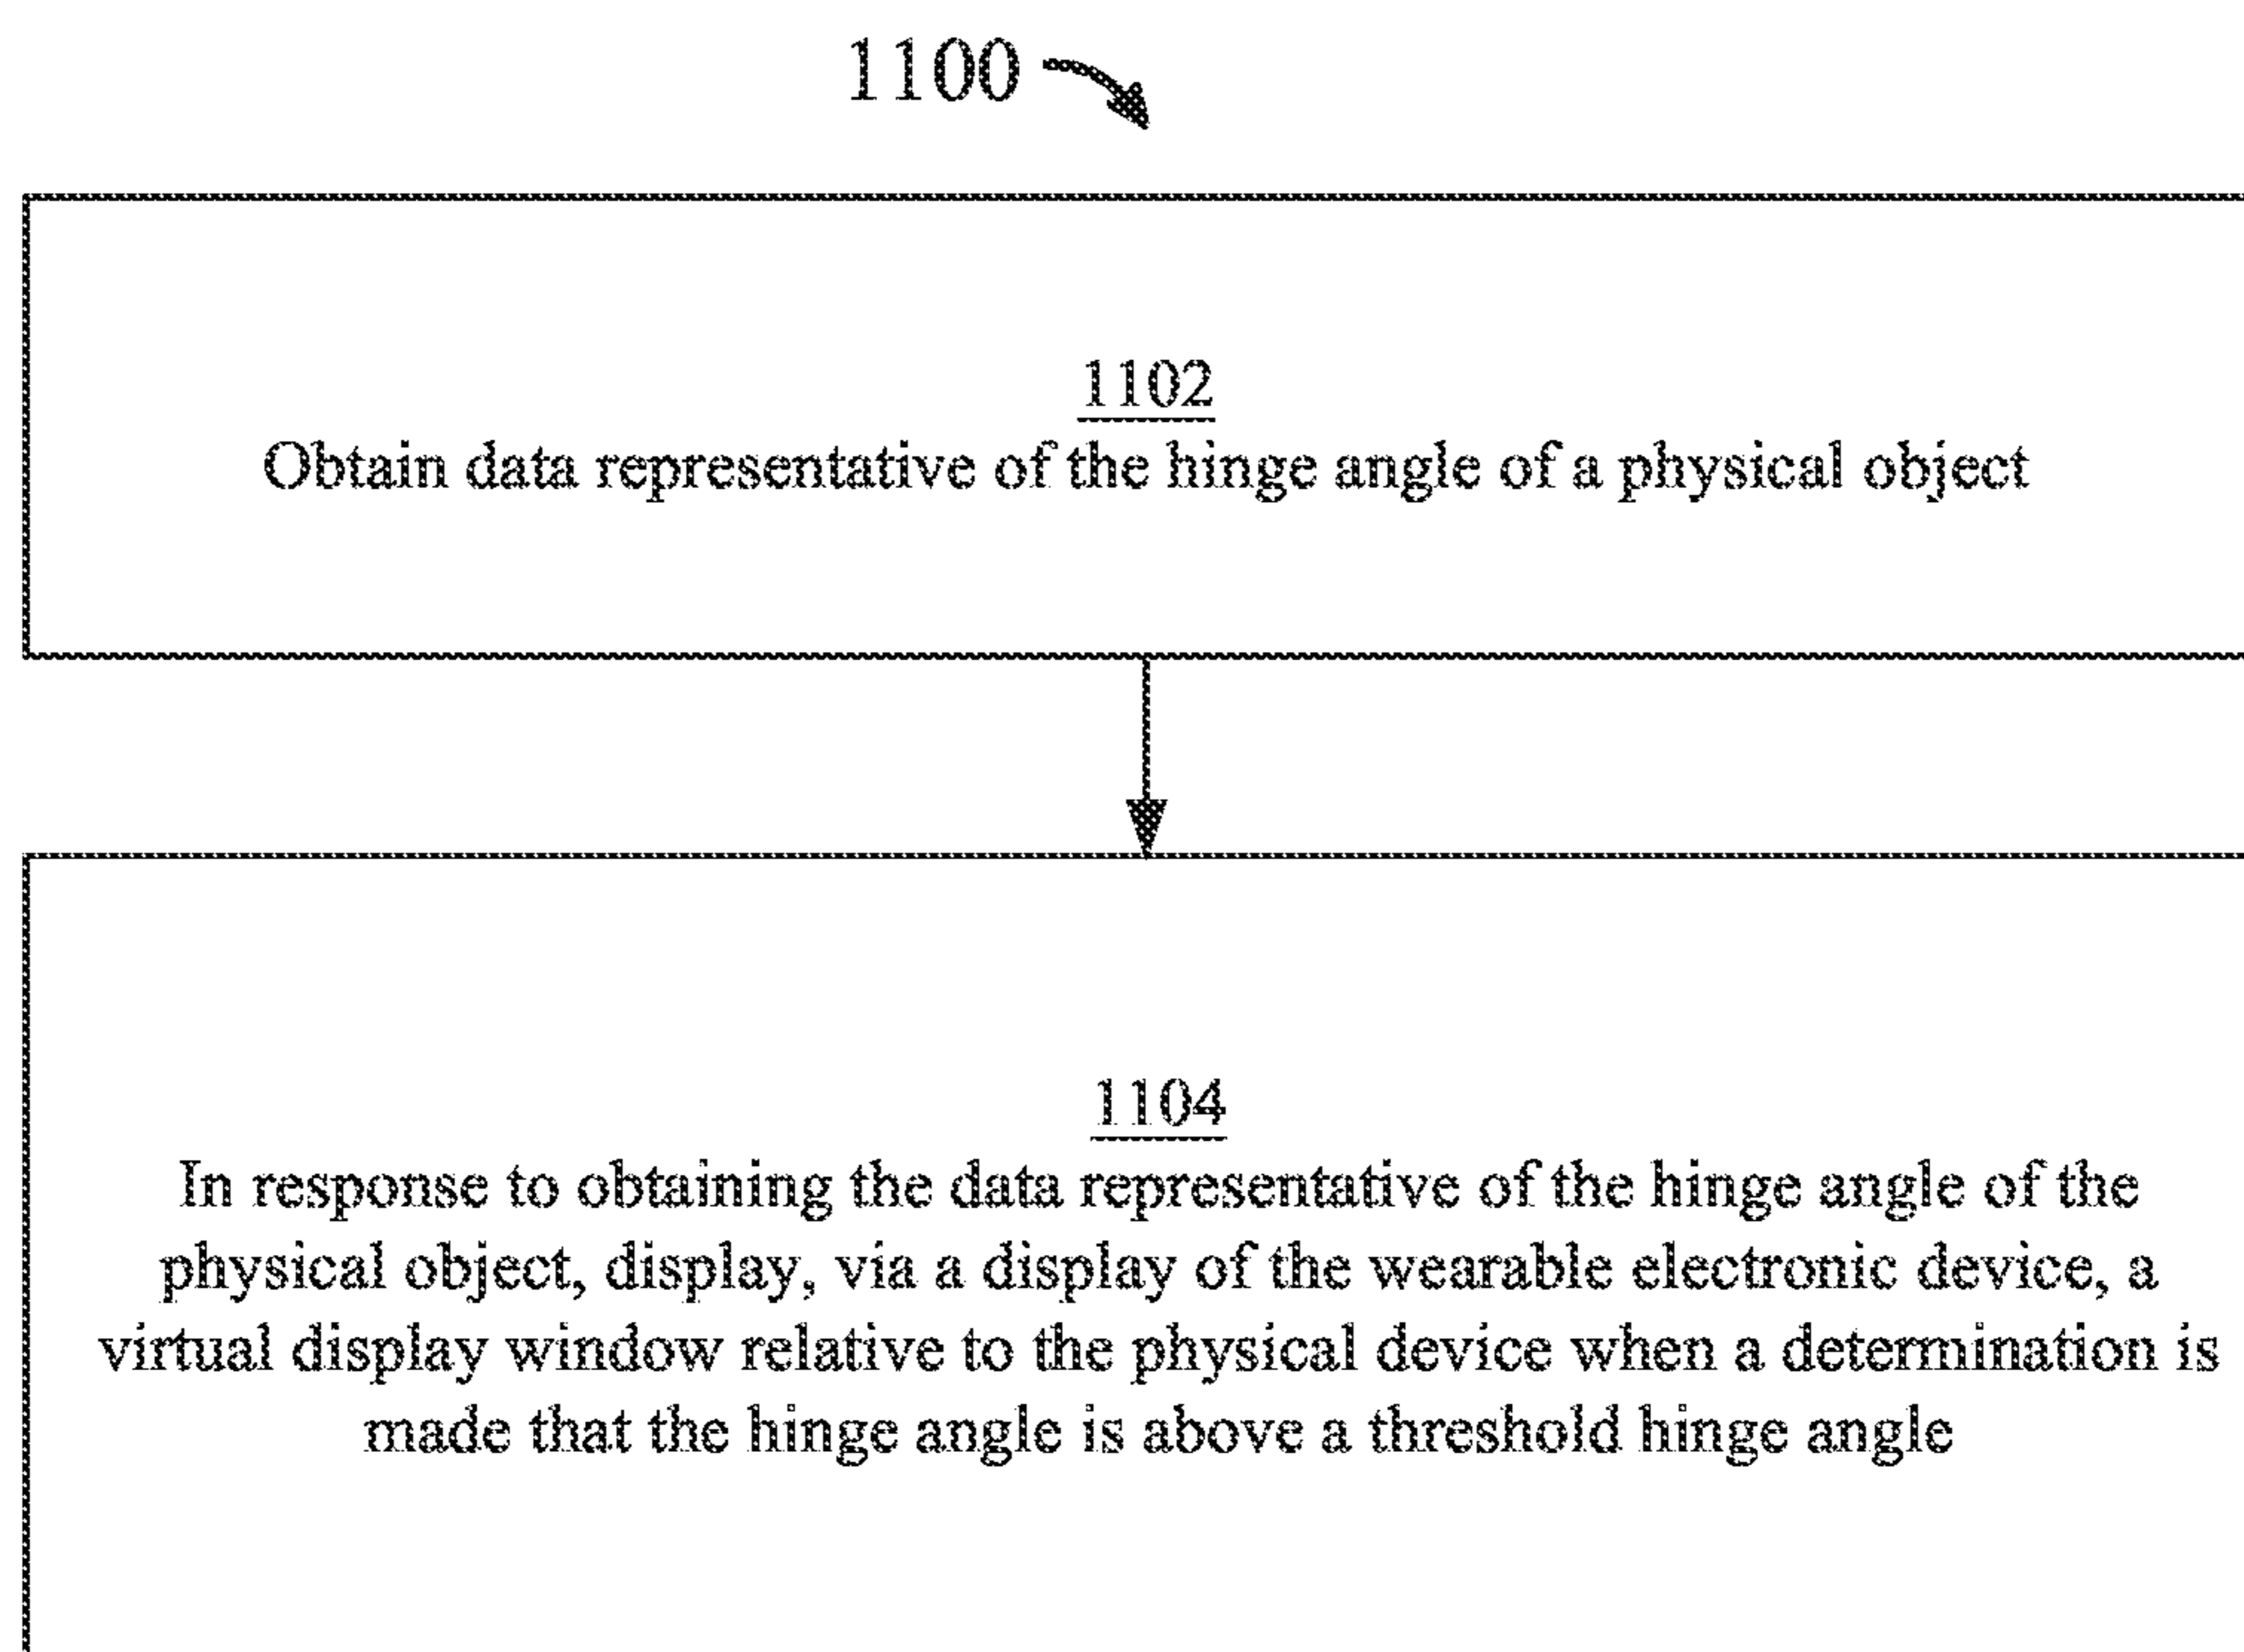 1100
1102
Obtain data representative of the hinge angle of a physical object
1104
In response to obtaining the data representative of the hinge angle of the
physical object, display, via a display of the wearable electronic device, a
virtual display window relative to the physical device when a determination is
made that the hinge angle is above a threshold hinge angle